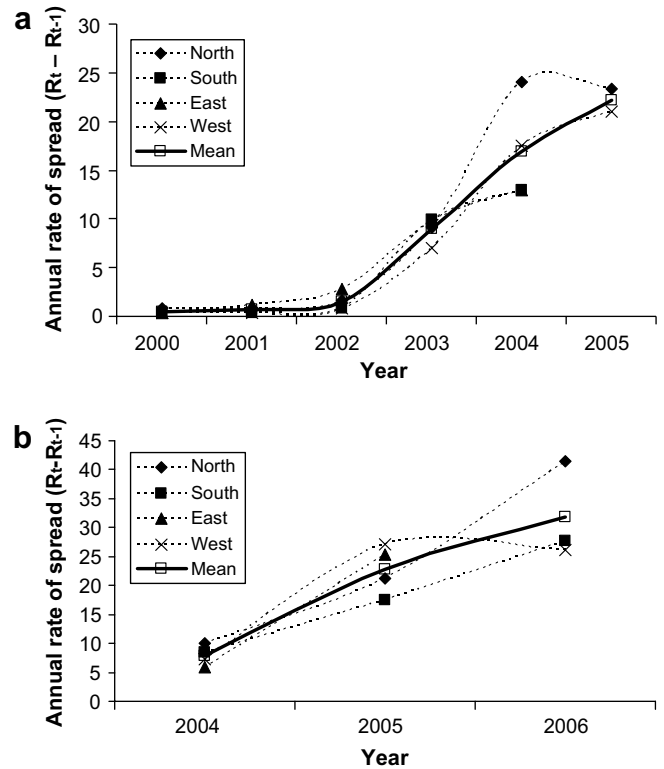 a
Annual rate of spread (Rt – Rt-1)
30
25
20
15
10
5
0
North
South
East
West
Mean
2000 2001 2002 2003 2004 2005
Year
b
Annual rate of spread (Rt-Rt-1)
45
40
35
30
25
20
15
10
5
0
North
South
East
West
Mean
2004 2005 2006
Year